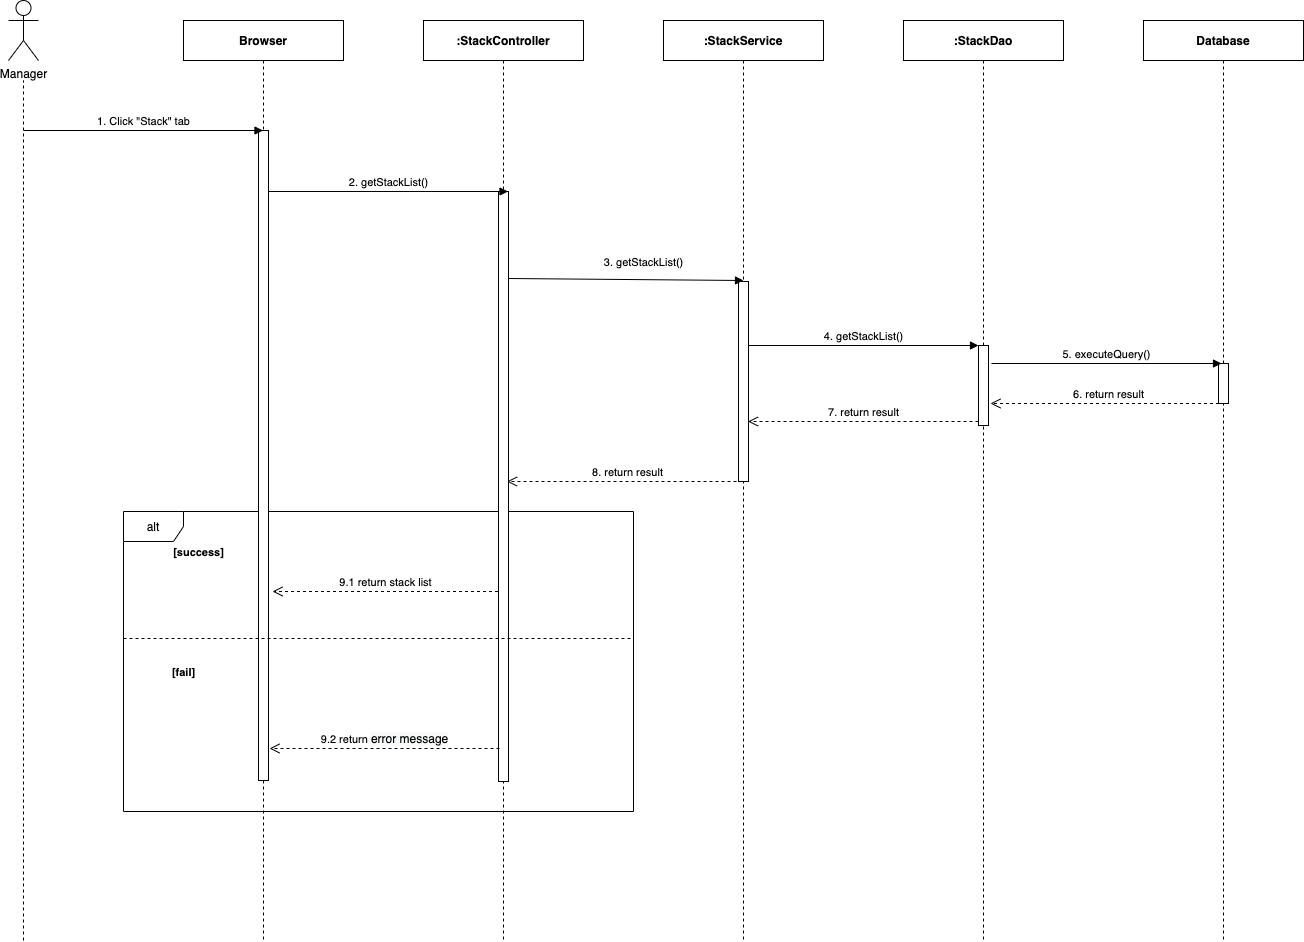 Manager
Browser
:StackController
:StackService
:StackDao
Database
1. Click "Stack" tab
2. getStackList()
3. getStackList()
4. getStackList()
5. executeQuery()
6. return result
7. return result
8. return result
alt
[success]
9.1 return stack list
[fail]
9.2 return error message